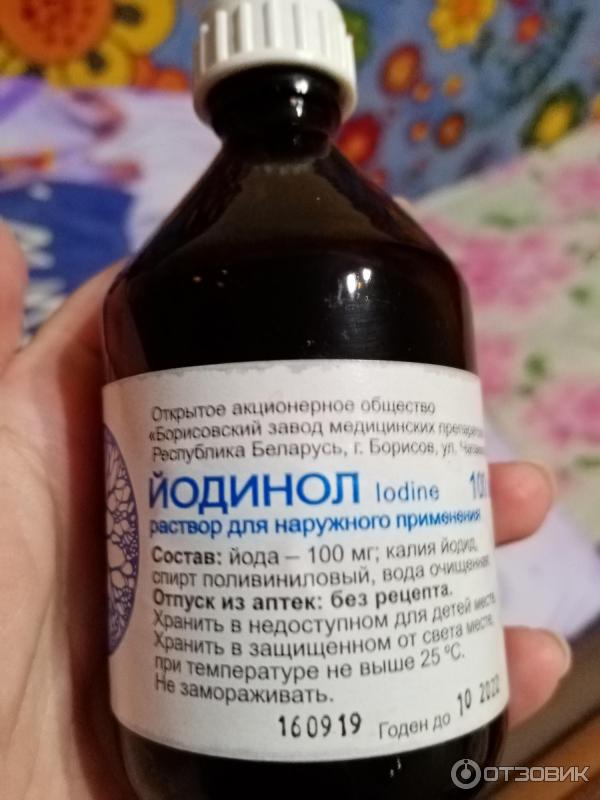 Открытое акционерное общество
«Борисовский завод медицинских
Республика Беларусь, г. Борисов, ул.
ЙОДИНОЛ Iodine
раствор для наружного применения
Состав: йода – 100 мг; калия йодид,
спирт поливиниловый, вода очищенная.
Отпуск из аптек: без рецепта.
Хранить в недоступном для детей месте.
Хранить в защищенном от света месте,
при температуре не выше 25 ºС.
Не замораживать.
160919 Годен до 10 2022
ОТЗОВИК